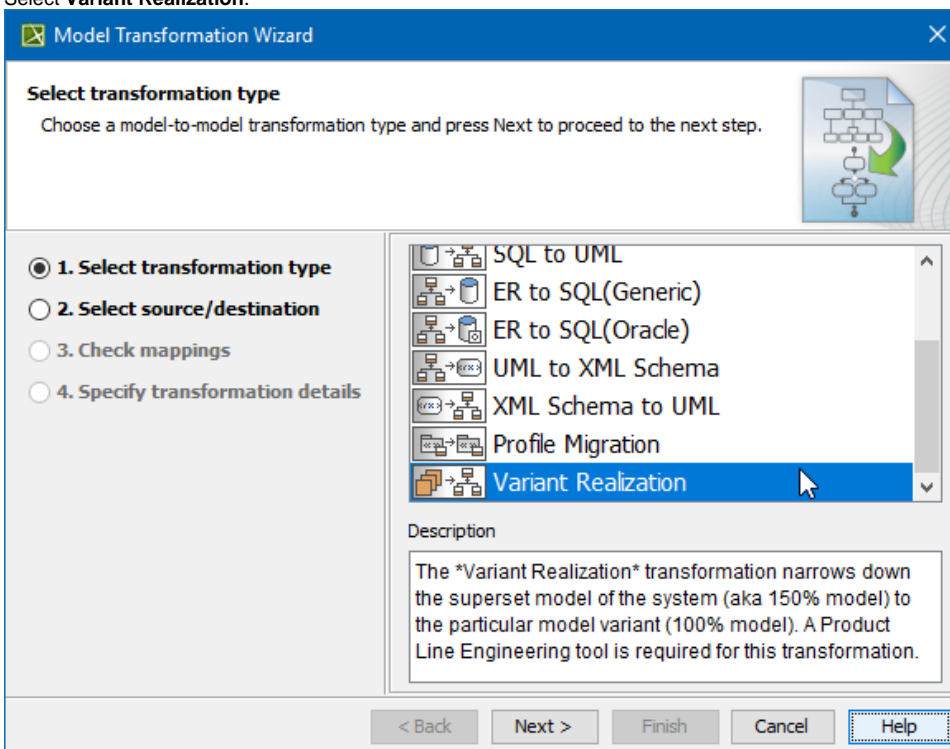 Select Variant Realization.
Model Transformation Wizard
Select transformation type
Choose a model-to-model transformation type and press Next to proceed to the next step.
1. Select transformation type
2. Select source/destination
3. Check mappings
4. Specify transformation details
SQL to UML
ER to SQL(Generic)
ER to SQL(Oracle)
UML to XML Schema
XML Schema to UML
Profile Migration
Variant Realization
Description
The *Variant Realization* transformation narrows down
the superset model of the system (aka 150% model) to
the particular model variant (100% model). A Product
Line Engineering tool is required for this transformation.
< Back Next > Finish Cancel Help